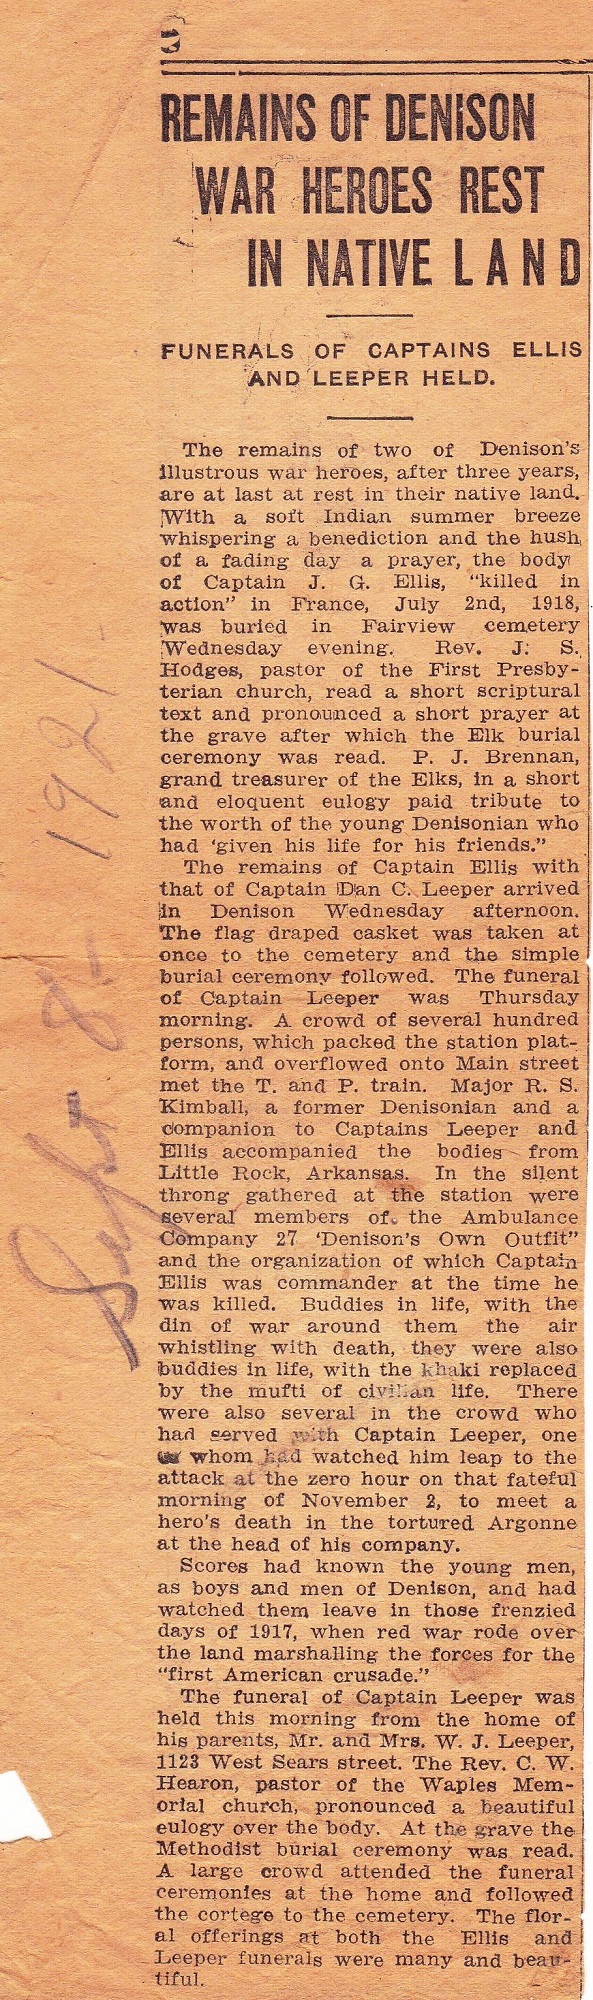 REMAINS OF DENISON
WAR HEROES REST
IN NATIVE LAND
FUNERALS OF CAPTAINS ELLIS
AND LEEPER HELD.
The remains of two of Denison's
illustrous war heroes, after three years,
are at last at rest in their native land.
With a soft Indian summer breeze
whispering a benediction and the hush
of a fading day a prayer, the body
of Captain J. G. Ellis, "killed in
action" in France, July 2nd, 1918,
was buried in Fairview cemetery
Wednesday evening. Rev. J. S.
Hodges, pastor of the First Presby-
terian church, read a short scriptural
text and pronounced a short prayer at
the grave after which the Elk burial
ceremony was read. P. J. Brennan,
grand treasurer of the Elks, in a short
and eloquent eulogy paid tribute to
the worth of the young Denisonian who
had 'given his life for his friends."
The remains of Captain Ellis with
that of Captain Dan C. Leeper arrived
in Denison Wednesday afternoon.
The flag draped casket was taken at
once to the cemetery and the simple
burial ceremony followed. The funeral
of Captain Leeper was Thursday
morning. A crowd of several hundred
persons, which packed the station plat-
form, and overflowed onto Main street
met the T. and P. train. Major R. S.
Kimball, a former Denisonian and a
companion to Captains Leeper and
Ellis accompanied the bodies from
Little Rock, Arkansas. In the silent
throng gathered at the station were
several members of the Ambulance
Company 27 'Denison's Own Outfit"
and the organization of which Captain
Ellis was commander at the time he
was killed. Buddies in life, with the
din of war around them the air
whistling with death, they were also
buddies in life, with the khaki replaced
by the mufti of civilian life. There
were also several in the crowd who
had served with Captain Leeper, one
whom had watched him leap to the
attack at the zero hour on that fateful
morning of November 2, to meet a
hero's death in the tortured Argonne
at the head of his company.
Scores had known the young men,
as boys and men of Denison, and had
watched them leave in those frenzied
days of 1917, when red war rode over
the land marshalling the forces for the
"first American crusade."
The funeral of Captain Leeper was
held this morning from the home of
his parents, Mr. and Mrs. W. J. Leeper,
1123 West Sears street. The Rev. C. W.
Hearon, pastor of the Waples Mem-
orial church, pronounced a beautiful
eulogy over the body. At the grave the
Methodist burial ceremony was read.
A large crowd attended the funeral
ceremonies at the home and followed
the cortege to the cemetery. The flor-
al offerings at both the Ellis and
Leeper funerals were many and beau-
tiful.
Sept 8 - 1921 -